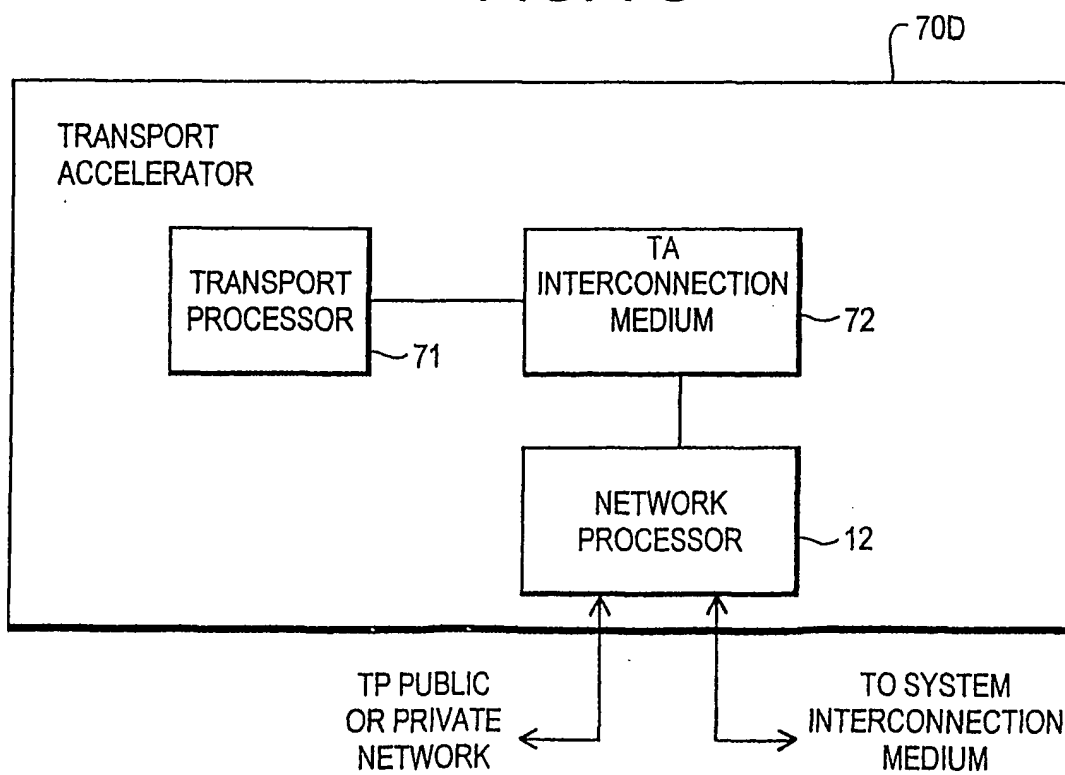 70D
TRANSPORT
ACCELERATOR
TRANSPORT
PROCESSOR
71
TA
INTERCONNECTION
MEDIUM
72
NETWORK
PROCESSOR
12
TP PUBLIC
OR PRIVATE
NETWORK
TO SYSTEM
INTERCONNECTION
MEDIUM